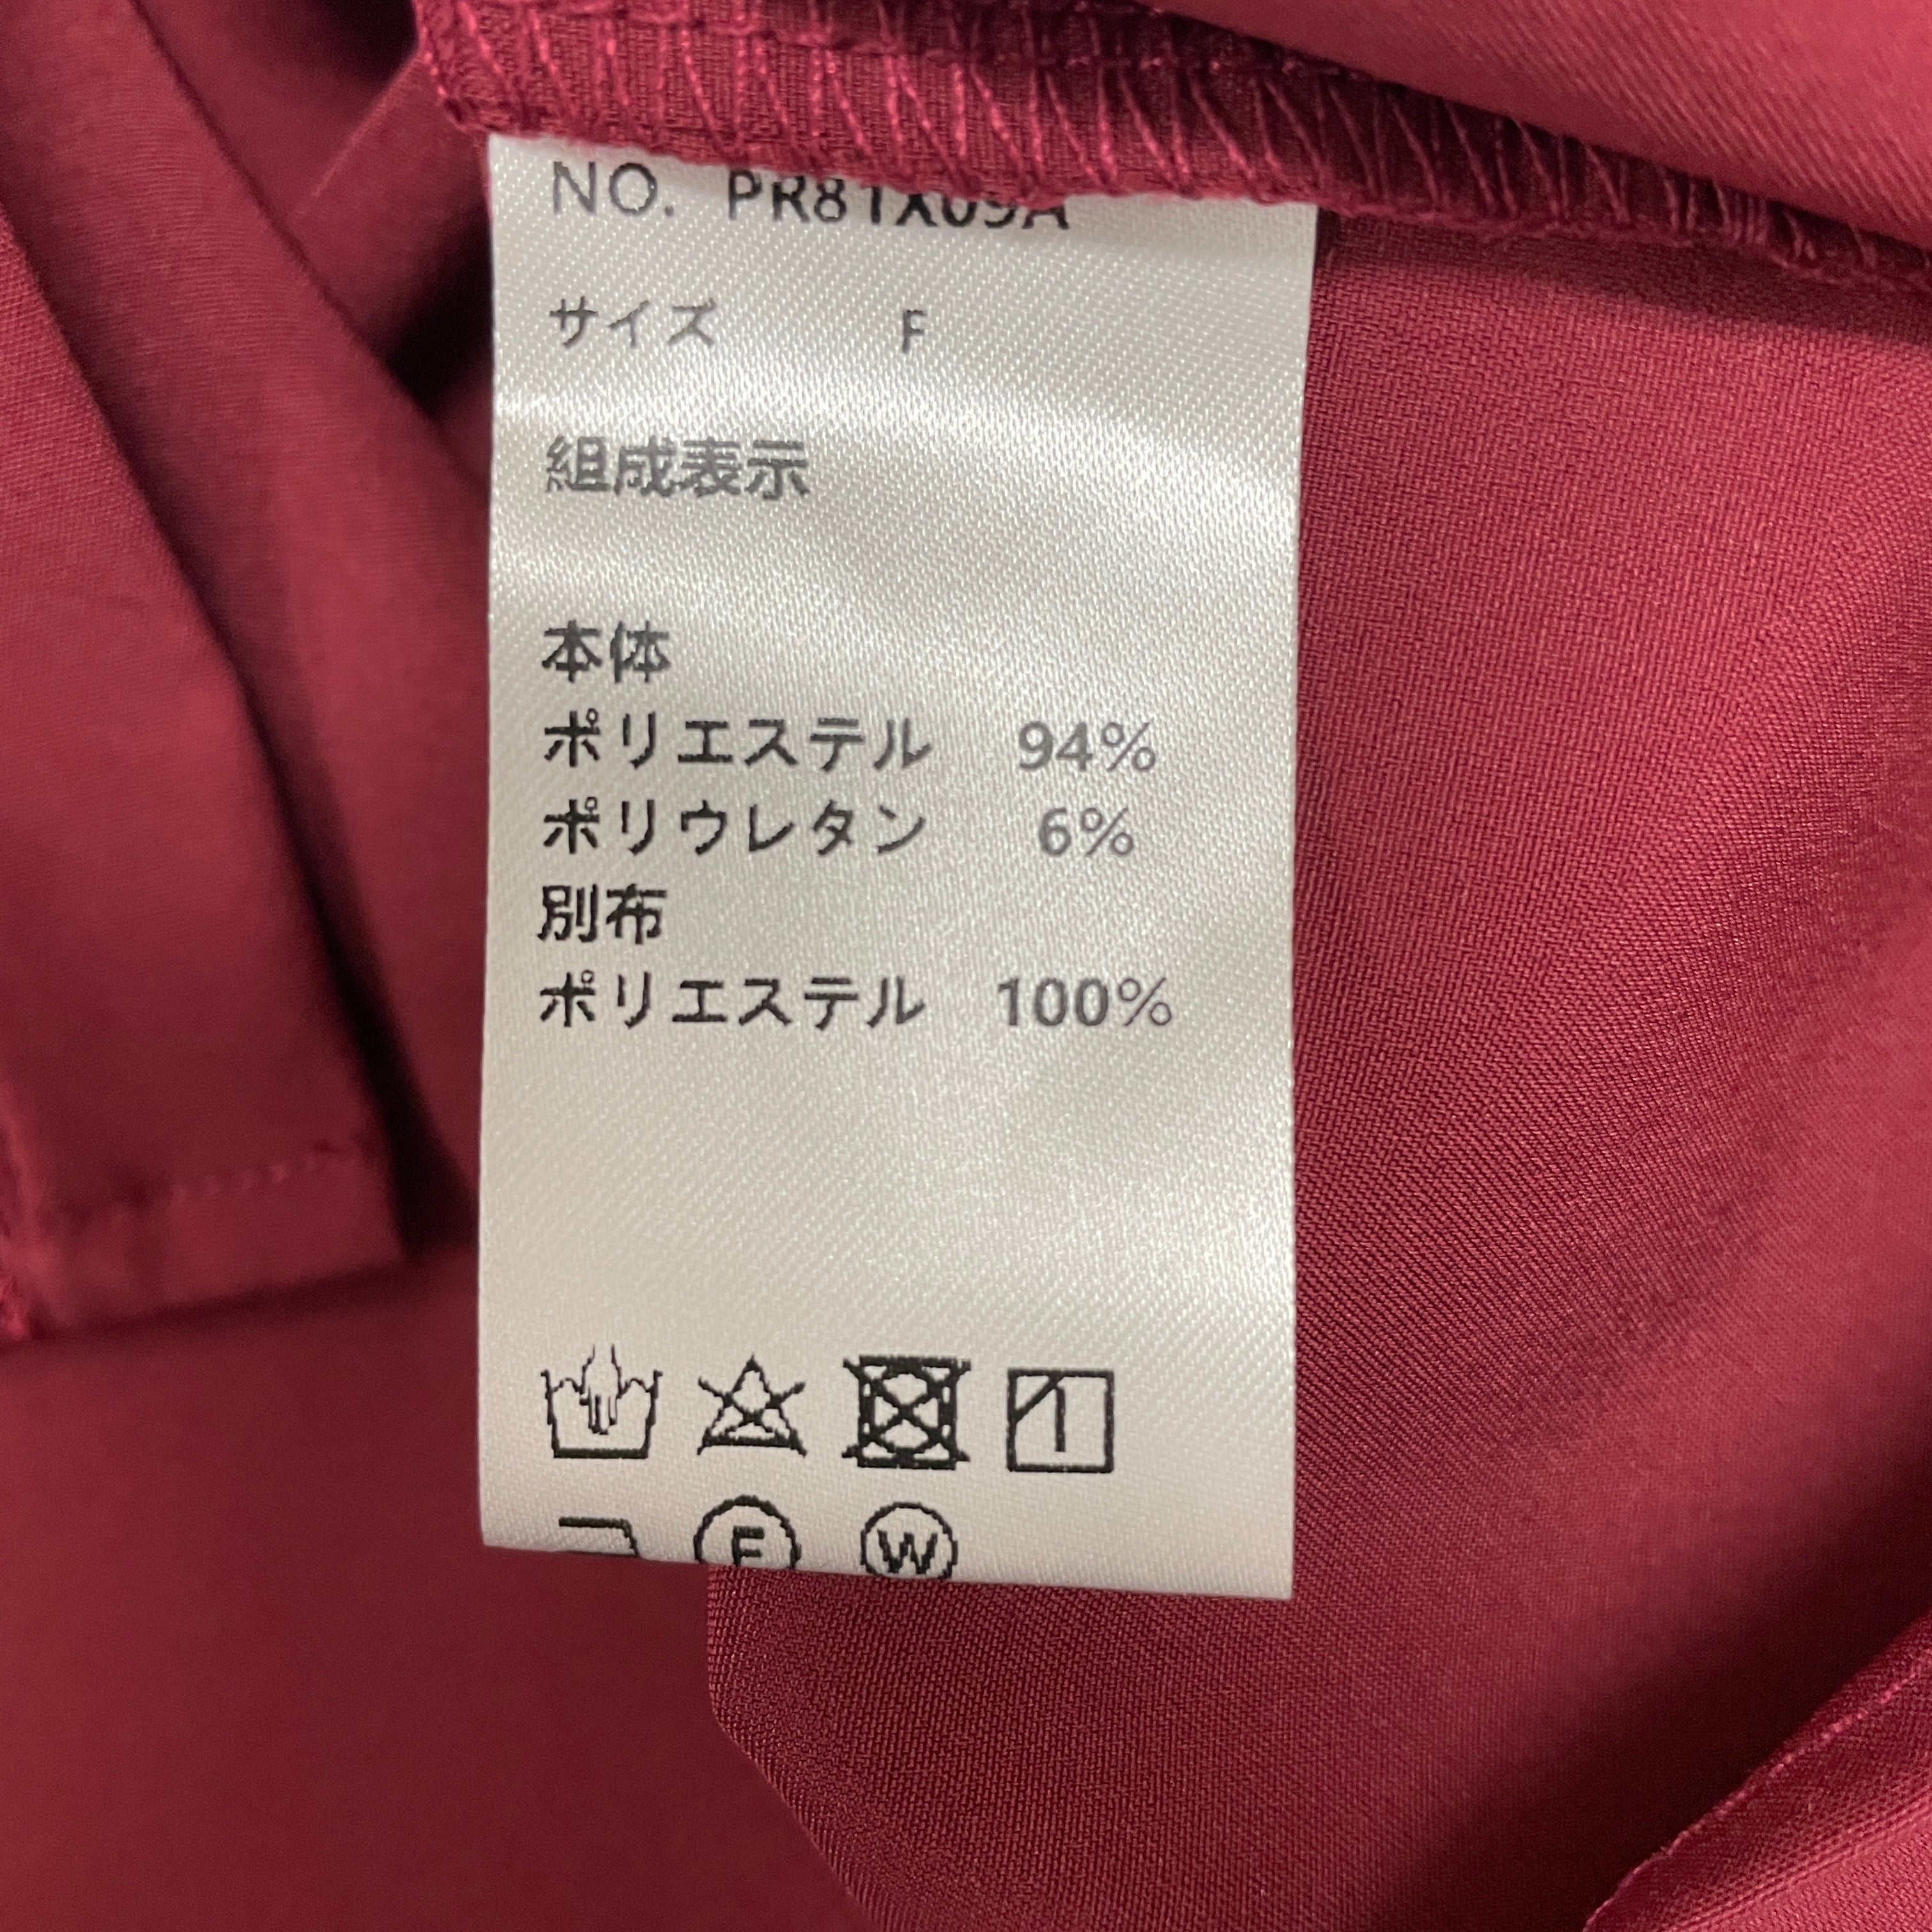 NO. PR81X09A
サイズ F
組成表示
本体
ポリエステル 94%
ポリウレタン 6%
別布
ポリエステル 100%
F W